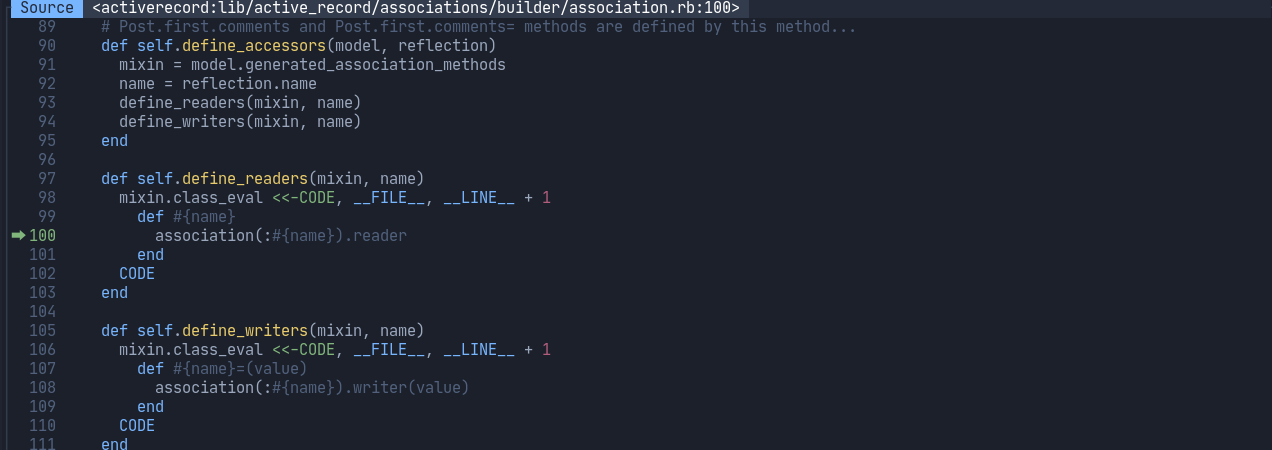 Source <activerecord:lib/active_record/associations/builder/association.rb:100>
89 # Post.first.comments and Post.first.comments= methods are defined by this method...
90 def self.define_accessors(model, reflection)
91 mixin = model.generated_association_methods
92 name = reflection.name
93 define_readers(mixin, name)
94 define_writers(mixin, name)
95 end
96
97 def self.define_readers(mixin, name)
98 mixin.class_eval <<-CODE, __FILE__, __LINE__ + 1
99 def #{name}
➡100 association(:#{name}).reader
101 end
102 CODE
103 end
104
105 def self.define_writers(mixin, name)
106 mixin.class_eval <<-CODE, __FILE__, __LINE__ + 1
107 def #{name}=(value)
108 association(:#{name}).writer(value)
109 end
110 CODE
111 end